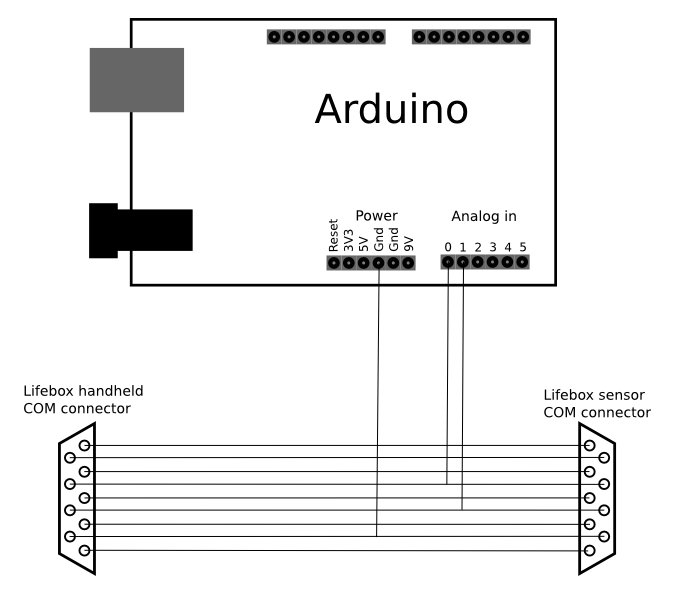 Arduino
Power
Analog in
Reset
3V3
5V
Gnd
Gnd
9V
0 1 2 3 4 5
Lifebox handheld
COM connector
Lifebox sensor
COM connector